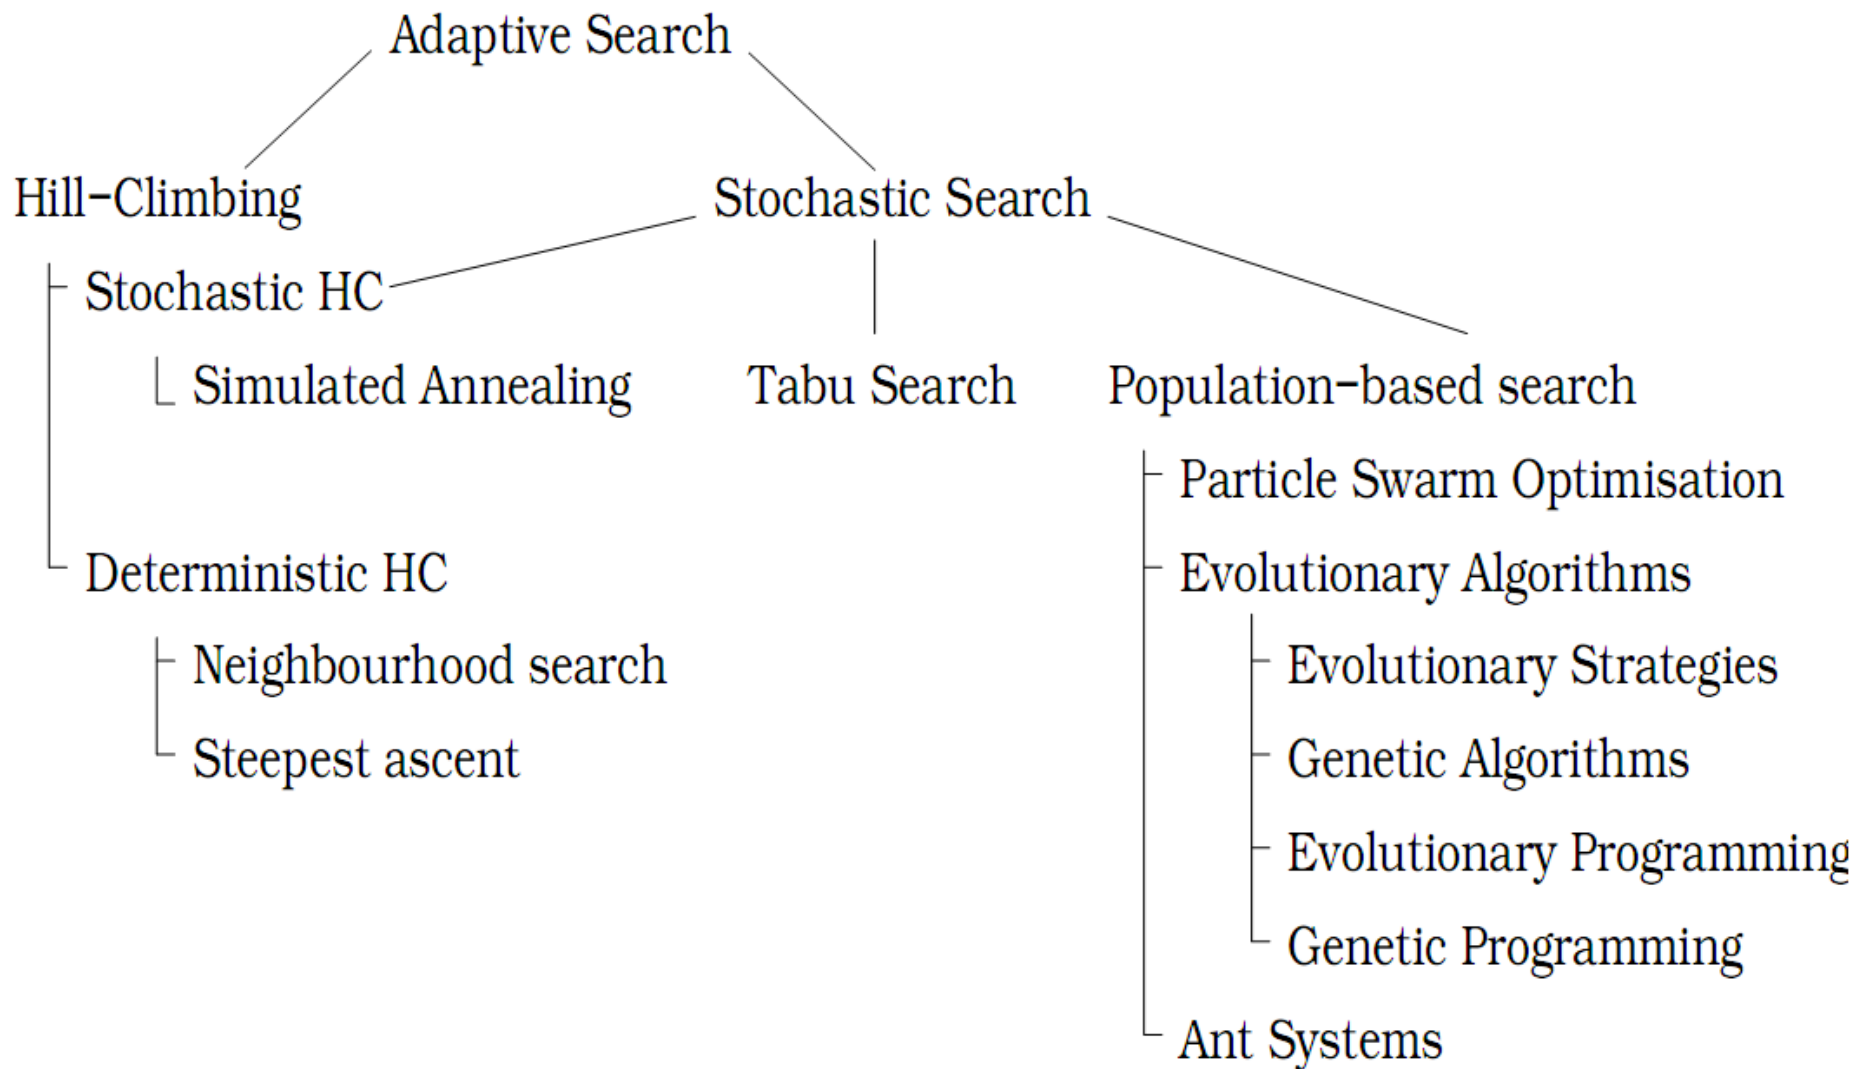 Adaptive Search
Hill-Climbing
Stochastic Search
Stochastic HC
Simulated Annealing
Tabu Search
Population-based search
Particle Swarm Optimisation
Deterministic HC
Evolutionary Algorithms
Neighbourhood search
Evolutionary Strategies
Steepest ascent
Genetic Algorithms
Evolutionary Programming
Genetic Programming
Ant Systems